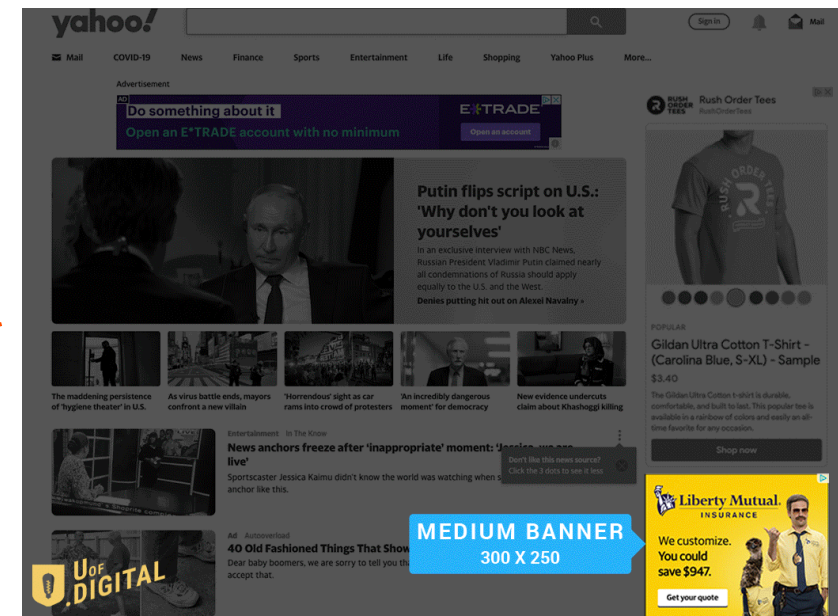 yahoo!
Sign in
Mail
Mail
COVID-19
News
Finance
Sports
Entertainment
Life
Shopping
Yahoo Plus
More...
Advertisement
AD
Do something about it
Open an E*TRADE account with no minimum
E*TRADE
Open an account
Putin flips script on U.S.:
'Why don't you look at
yourselves'
In an exclusive interview with NBC News,
Russian President Vladimir Putin claimed nearly
all condemnations of Russia should apply
equally to the U.S. and the West.
Denies putting hit out on Alexei Navalny »
The maddening persistence
of 'hygiene theater' in U.S.
As virus battle ends, mayors
confront a new villain
'Horrendous' sight as car
rams into crowd of protesters
'An incredibly dangerous
moment' for democracy
New evidence undercuts
claim about Khashoggi killing
Entertainment In The Know
News anchors freeze after 'inappropriate' moment: 'Jessica, we are
live'
Sportscaster Jessica Kaimu didn't know the world was watching when s
anchor like this.
Don't like this news source?
Click the 3 dots to see it less
Ad Autooverload
40 Old Fashioned Things That Show
Dear baby boomers, we are sorry to tell you tha
accept that.
RUSH
ORDER
TEES
Rush Order Tees
RushOrderTees
RUSH ORDER TEES
POPULAR
Gildan Ultra Cotton T-Shirt -
(Carolina Blue, S-XL) - Sample
$3.40
The Gildan Ultra Cotton t-shirt is durable,
comfortable, and built to last. This popular tee is
available in a rainbow of colors and easily an all-
time favorite for any occasion.
Shop now
MEDIUM BANNER
300 X 250
Liberty Mutual.
INSURANCE
We customize.
You could
save $947.
Get your quote
U OF
.DIGITAL